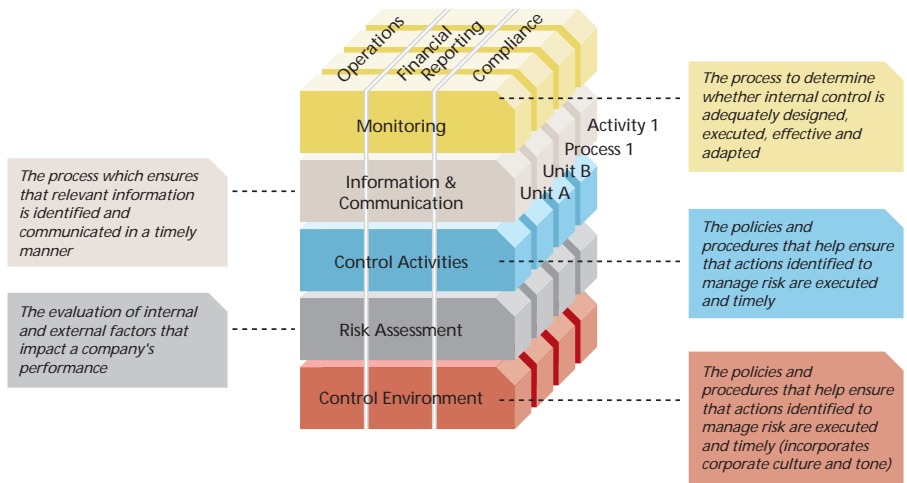 Operations
Financial
Reporting
Compliance
Monitoring
Information &
Communication
Control Activities
Risk Assessment
Control Environment
Activity 1
Process 1
Unit B
Unit A
The process which ensures
that relevant information
is identified and
communicated in a timely
manner
The evaluation of internal
and external factors that
impact a company's
performance
The process to determine
whether internal control is
adequately designed,
executed, effective and
adapted
The policies and
procedures that help ensure
that actions identified to
manage risk are executed
and timely
The policies and
procedures that help ensure
that actions identified to
manage risk are executed
and timely (incorporates
corporate culture and tone)